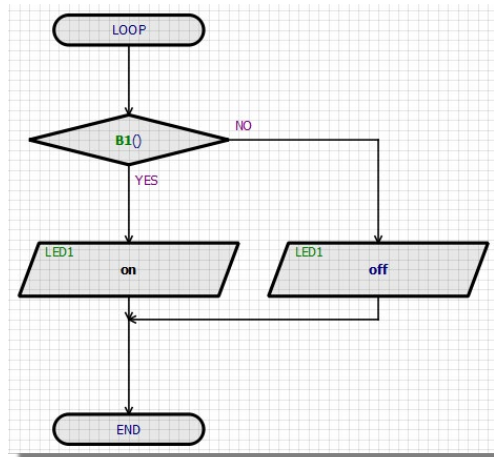 LOOP
B1()
NO
YES
LED1
on
LED1
off
END